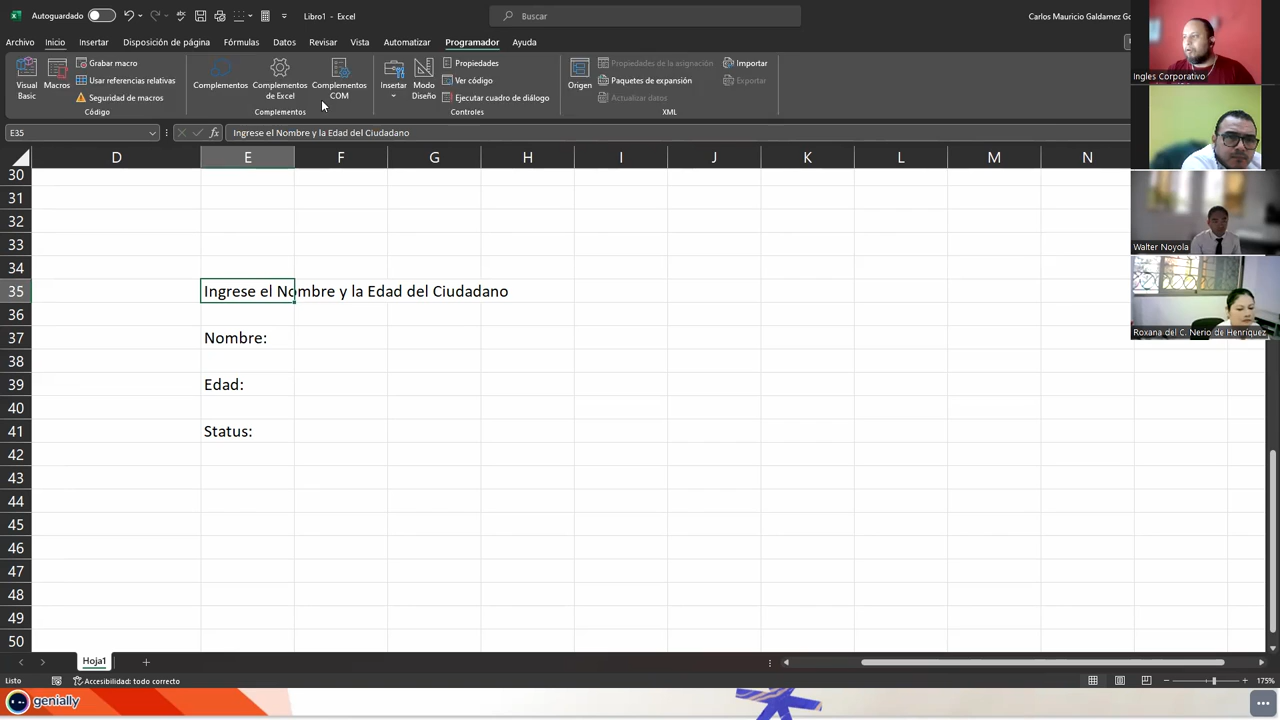 Autoguardado
Libro1 - Excel
Buscar
Carlos Mauricio Galdamez Go
Archivo Inicio Insertar Disposición de página Fórmulas Datos Revisar Vista Automatizar Programador Ayuda
Visual Basic
Macros
Grabar macro
Usar referencias relativas
Seguridad de macros
Código
Complementos
Complementos de Excel
Complementos COM
Complementos
Insertar
Modo Diseño
Propiedades
Ver código
Ejecutar cuadro de diálogo
Controles
Origen
Propiedades de la asignación
Paquetes de expansión
Actualizar datos
Importar
Exportar
XML
Ingles Corporativo
Walter Noyola
Roxana del C. Nerio de Henríquez
E35
fx
Ingrese el Nombre y la Edad del Ciudadano
D E F G H I J K L M N
30
31
32
33
34
35 Ingrese el Nombre y la Edad del Ciudadano
36
37 Nombre:
38
39 Edad:
40
41 Status:
42
43
44
45
46
47
48
49
50
Hoja1
Listo
Accesibilidad: todo correcto
175%
genially